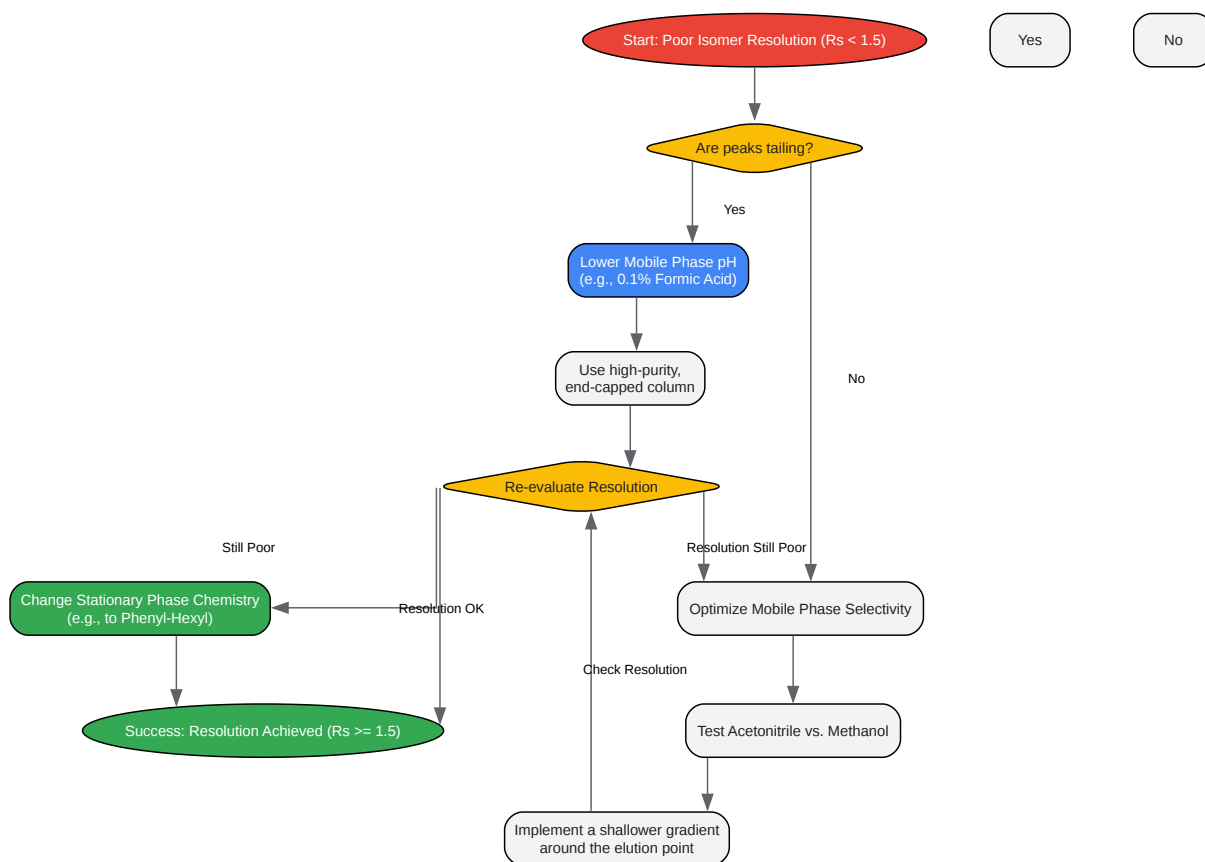 Start: Poor Isomer Resolution (Rs < 1.5)
Yes
No
Are peaks tailing?
Yes
Lower Mobile Phase pH
(e.g., 0.1% Formic Acid)
Use high-purity,
end-capped column
No
Re-evaluate Resolution
Still Poor
Resolution Still Poor
Change Stationary Phase Chemistry
(e.g., to Phenyl-Hexyl)
Resolution OK
Optimize Mobile Phase Selectivity
Check Resolution
Success: Resolution Achieved (Rs >= 1.5)
Test Acetonitrile vs. Methanol
Implement a shallower gradient
around the elution point